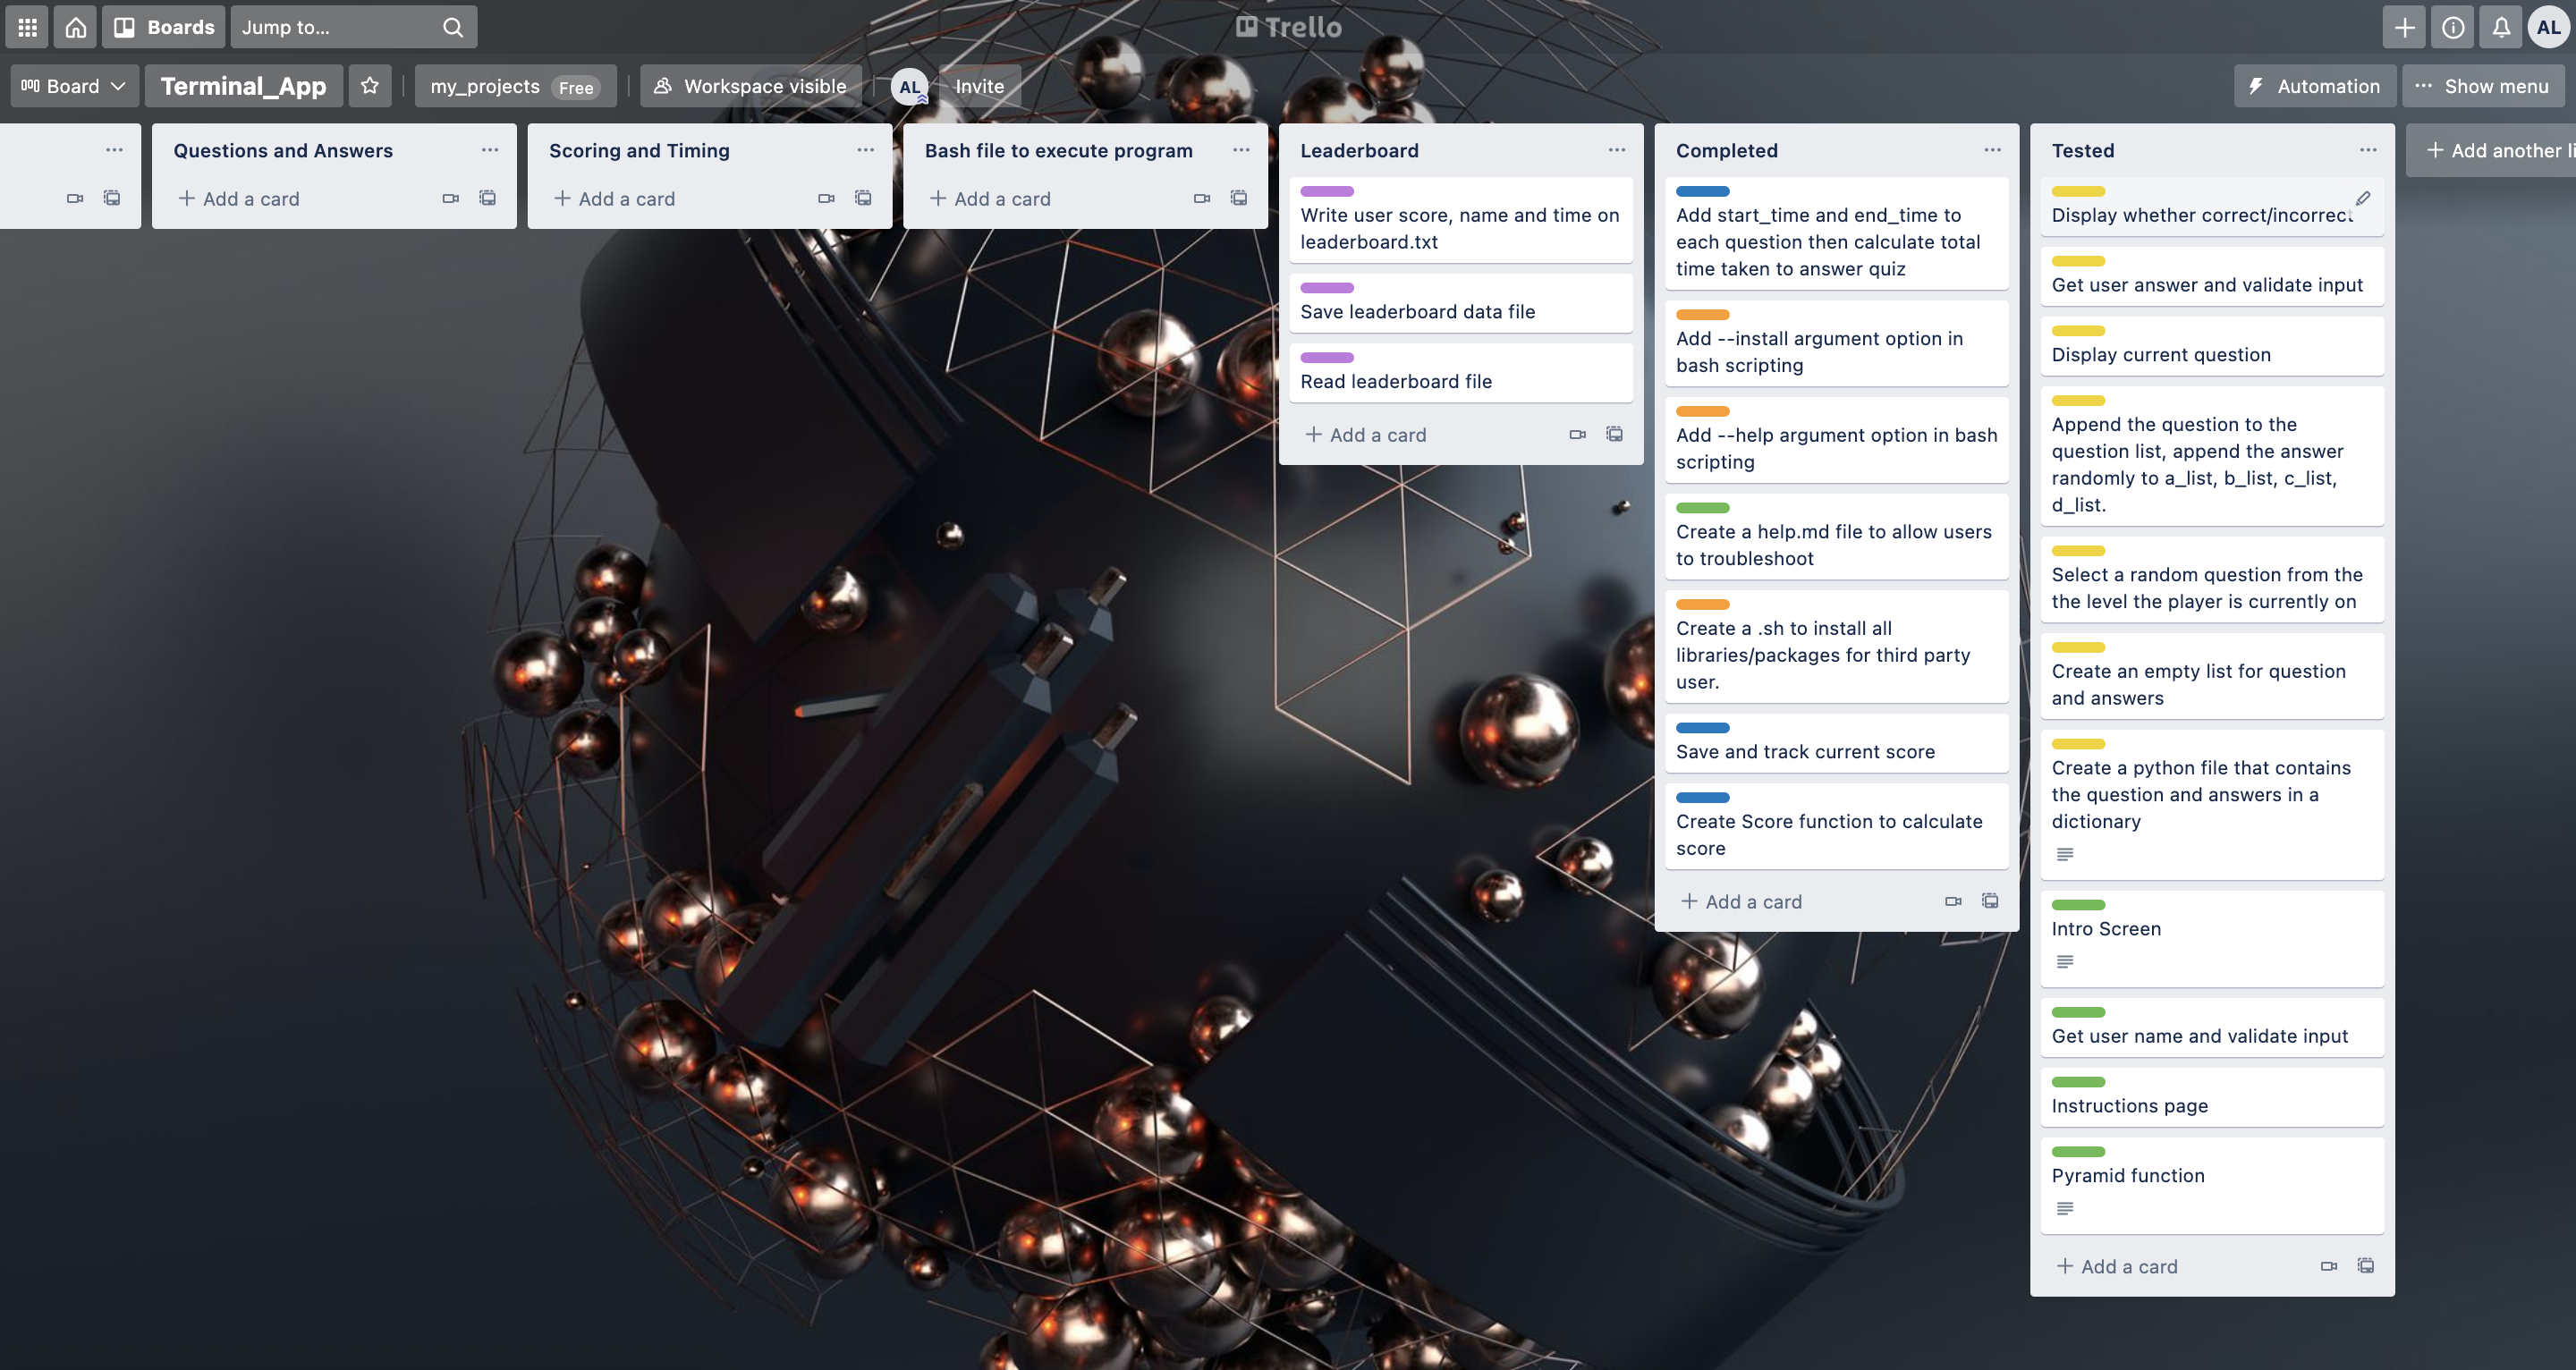 Boards
Jump to...
Trello
AL
Board
Terminal_App
my_projects
Free
Workspace visible
AL
Invite
Automation
Show menu
Questions and Answers
Add a card
Scoring and Timing
Add a card
Bash file to execute program
Add a card
Leaderboard
Write user score, name and time on
leaderboard.txt
Save leaderboard data file
Read leaderboard file
Add a card
Completed
Add start_time and end_time to
each question then calculate total
time taken to answer quiz
Add --install argument option in
bash scripting
Add --help argument option in bash
scripting
Create a help.md file to allow users
to troubleshoot
Create a .sh to install all
libraries/packages for third party
user.
Save and track current score
Create Score function to calculate
score
Add a card
Tested
Display whether correct/incorrect
Get user answer and validate input
Display current question
Append the question to the
question list, append the answer
randomly to a_list, b_list, c_list,
d_list.
Select a random question from the
the level the player is currently on
Create an empty list for question
and answers
Create a python file that contains
the question and answers in a
dictionary
Intro Screen
Get user name and validate input
Instructions page
Pyramid function
Add a card
Add another li